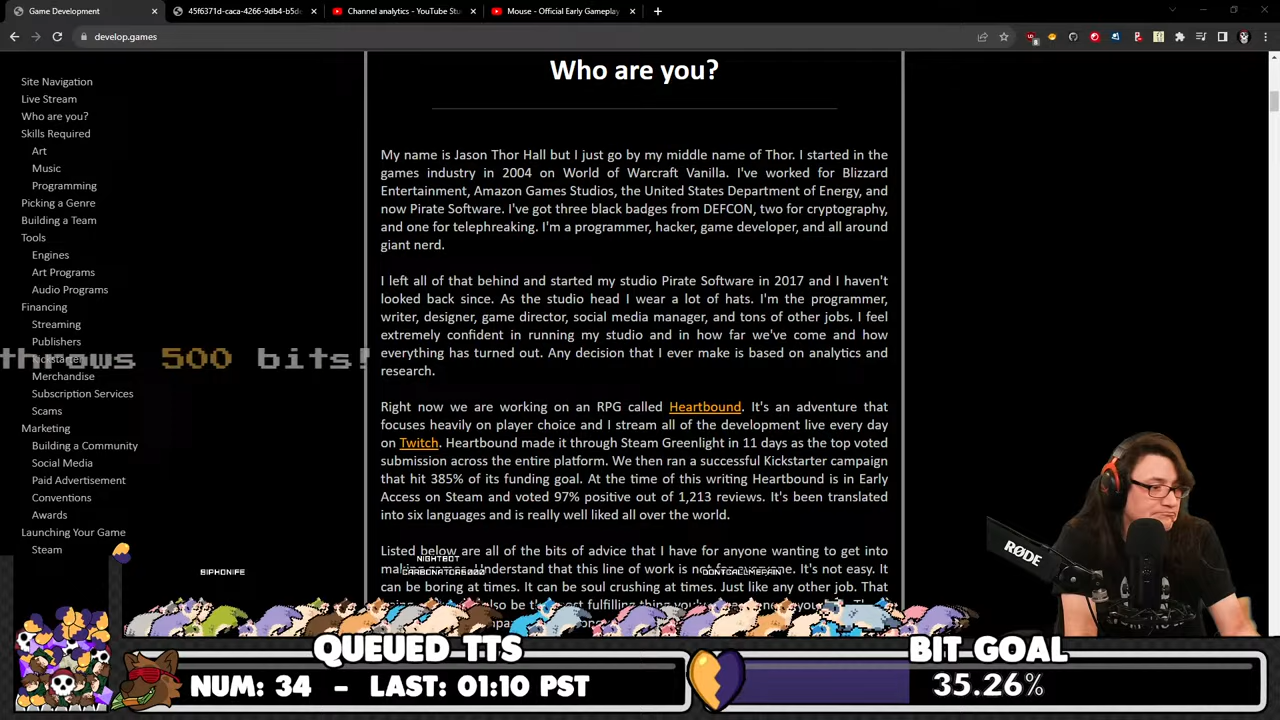 Game Development
45f6371d-caca-4266-9db4-b5de
Channel analytics - YouTube Stu
Mouse - Official Early Gameplay
develop.games
Site Navigation
Live Stream
Who are you?
Skills Required
Art
Music
Programming
Picking a Genre
Building a Team
Tools
Engines
Art Programs
Audio Programs
Financing
Streaming
Publishers
throws 500 bits!
Merchandise
Subscription Services
Scams
Marketing
Building a Community
Social Media
Paid Advertisement
Conventions
Awards
Launching Your Game
Steam
Who are you?
My name is Jason Thor Hall but I just go by my middle name of Thor. I started in the
games industry in 2004 on World of Warcraft Vanilla. I've worked for Blizzard
Entertainment, Amazon Games Studios, the United States Department of Energy, and
now Pirate Software. I've got three black badges from DEFCON, two for cryptography,
and one for telephreaking. I'm a programmer, hacker, game developer, and all around
giant nerd.
I left all of that behind and started my studio Pirate Software in 2017 and I haven't
looked back since. As the studio head I wear a lot of hats. I'm the programmer,
writer, designer, game director, social media manager, and tons of other jobs. I feel
extremely confident in running my studio and in how far we've come and how
everything has turned out. Any decision that I ever make is based on analytics and
research.
Right now we are working on an RPG called Heartbound. It's an adventure that
focuses heavily on player choice and I stream all of the development live every day
on Twitch. Heartbound made it through Steam Greenlight in 11 days as the top voted
submission across the entire platform. We then ran a successful Kickstarter campaign
that hit 385% of its funding goal. At the time of this writing Heartbound is in Early
Access on Steam and voted 97% positive out of 1,213 reviews. It's been translated
into six languages and is really well liked all over the world.
Listed below are all of the bits of advice that I have for anyone wanting to get into
Understand that this line of work is not It's not easy. It
can be boring at times. It can be soul crushing at times. Just like any other job. That
NIGHTBOT
RØDE
QUEUED TTS
NUM: 34 - LAST: 01:10 PST
BIT GOAL
35.26%